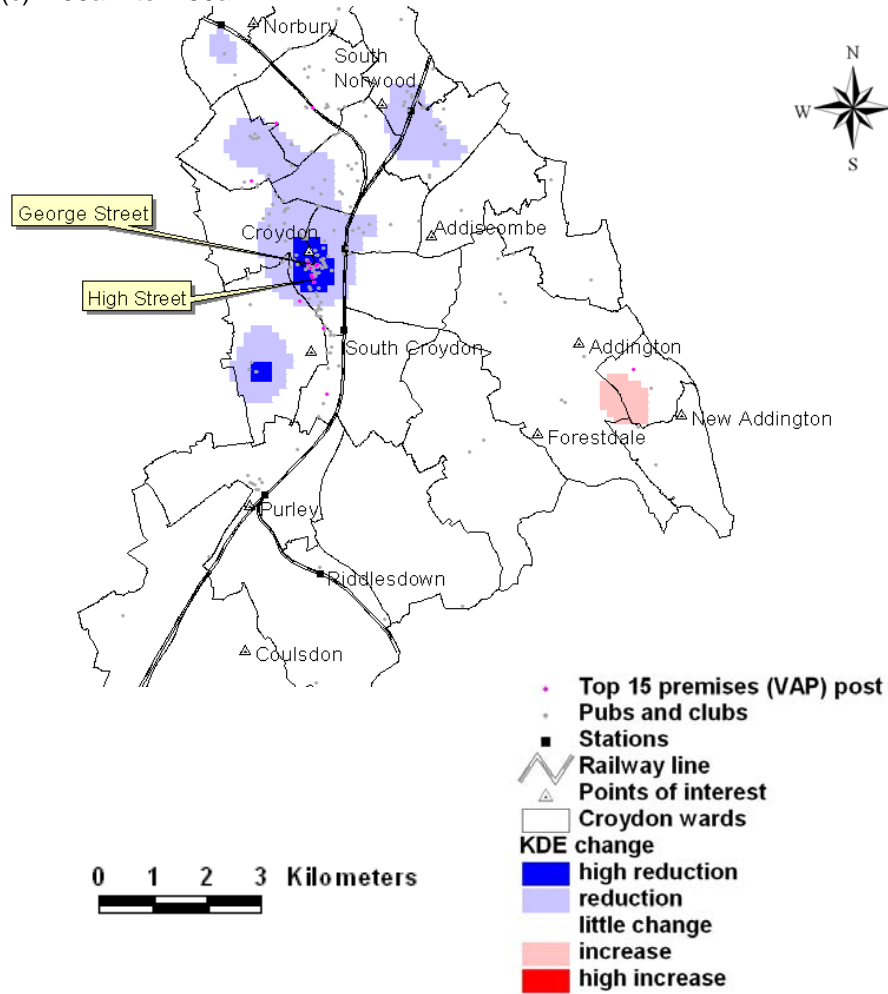 Norbury
South
Norwood
N
W
S
George Street
Croydon
Addiscombe
High Street
South Croydon
Addington
New Addington
Forestdale
Purley
Riddlesdown
Coulsdon
Top 15 premises (VAP) post
Pubs and clubs
Stations
Railway line
Points of interest
Croydon wards
KDE change
high reduction
reduction
little change
increase
high increase
0 1 2 3 Kilometers